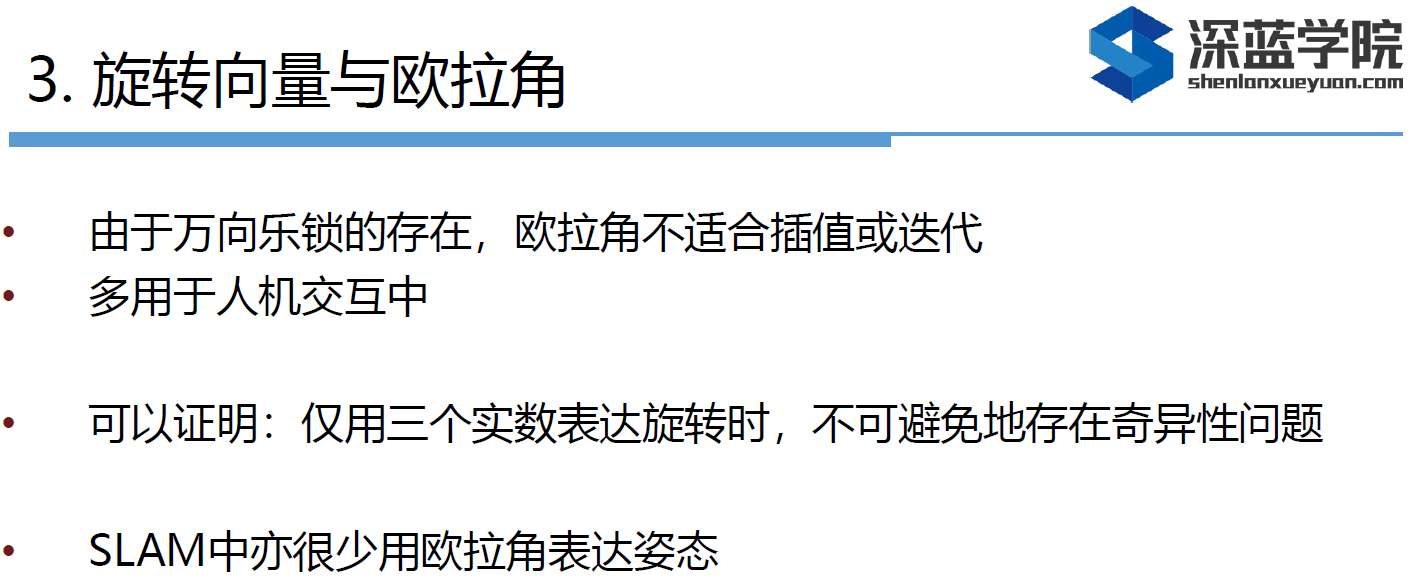 3. 旋转向量与欧拉角
深蓝学院
shenlanxueyuan.com
• 由于万向乐锁的存在，欧拉角不适合插值或迭代
• 多用于人机交互中
• 可以证明：仅用三个实数表达旋转时，不可避免地存在奇异性问题
• SLAM中亦很少用欧拉角表达姿态